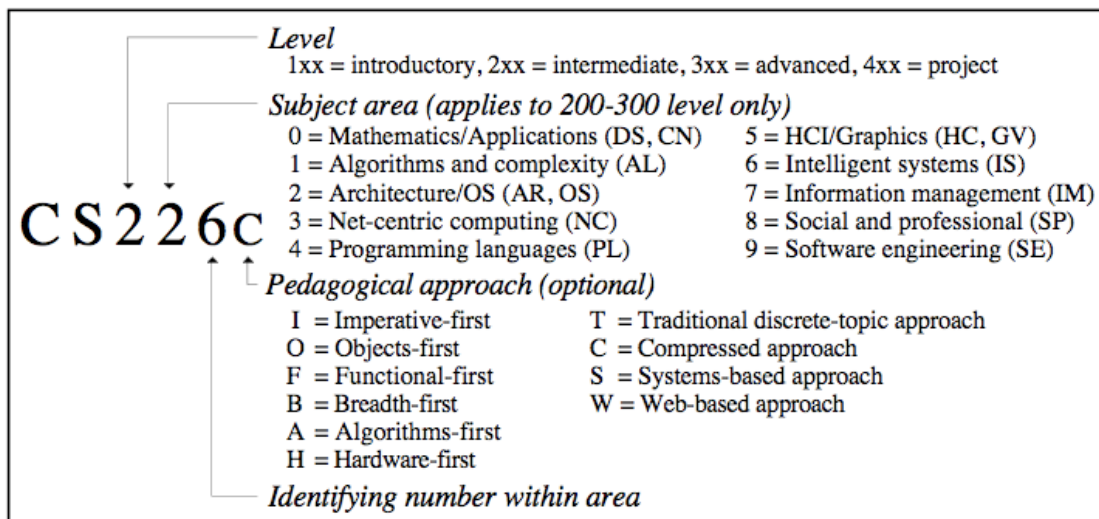 Level
1xx = introductory, 2xx = intermediate, 3xx = advanced, 4xx = project
Subject area (applies to 200-300 level only)
0 = Mathematics/Applications (DS, CN) 5 = HCI/Graphics (HC, GV)
1 = Algorithms and complexity (AL) 6 = Intelligent systems (IS)
2 = Architecture/OS (AR, OS) 7 = Information management (IM)
CS226C
3 = Net-centric computing (NC) 8 = Social and professional (SP)
4 = Programming languages (PL) 9 = Software engineering (SE)
Pedagogical approach (optional)
I = Imperative-first T = Traditional discrete-topic approach
O = Objects-first C = Compressed approach
F = Functional-first S = Systems-based approach
B = Breadth-first W = Web-based approach
A = Algorithms-first
H = Hardware-first
Identifying number within area